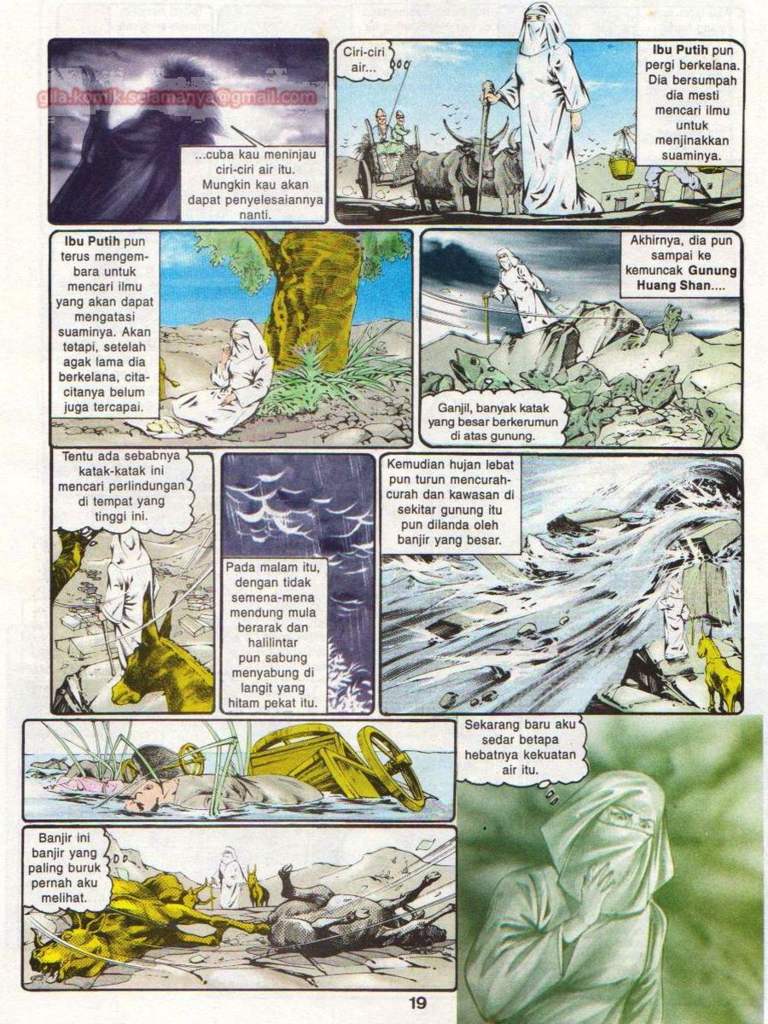 gila.komik.selamanya@gmail.com
...cuba kau meninjau
ciri-ciri air itu.
Mungkin kau akan
dapat penyelesaiannya
nanti.
Ciri-ciri
air...
Ibu Putih pun
pergi berkelana.
Dia bersumpah
dia mesti
mencari ilmu
untuk
menjinakkan
suaminya.
Ibu Putih pun
terus mengem-
bara untuk
mencari ilmu
yang akan dapat
mengatasi
suaminya. Akan
tetapi, setelah
agak lama dia
berkelana, cita-
citanya belum
juga tercapai.
Akhirnya, dia pun
sampai ke
kemuncak Gunung
Huang Shan....
Ganjil, banyak katak
yang besar berkerumun
di atas gunung.
Tentu ada sebabnya
katak-katak ini
mencari perlindungan
di tempat yang
tinggi ini.
Pada malam itu,
dengan tidak
semena-mena
mendung mula
berarak dan
halilintar
pun sabung
menyabung di
langit yang
hitam pekat itu.
Kemudian hujan lebat
pun turun mencurah-
curah dan kawasan di
sekitar gunung itu
pun dilanda oleh
banjir yang besar.
Sekarang baru aku
sedar betapa
hebatnya kekuatan
air itu.
Banjir ini
banjir yang
paling buruk
pernah aku
melihat.
19